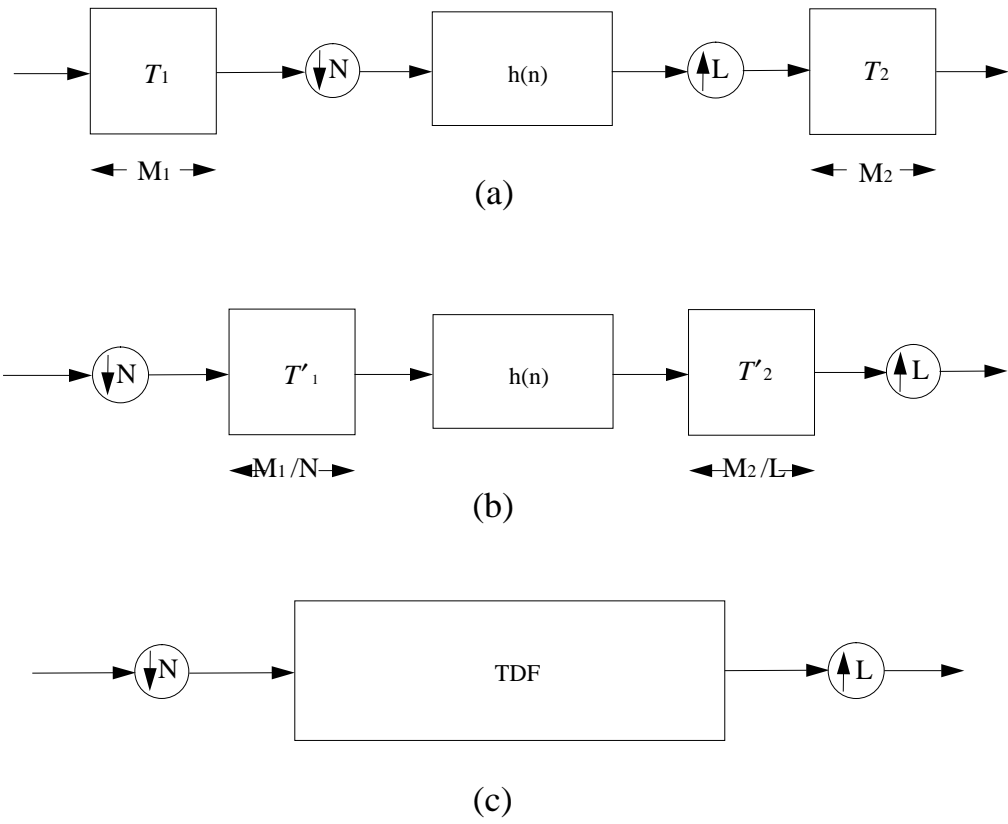 T1 N h(n) L T2
M1 M2
(a)
N T'1 h(n) T'2 L
M1/N M2/L
(b)
N TDF L
(c)